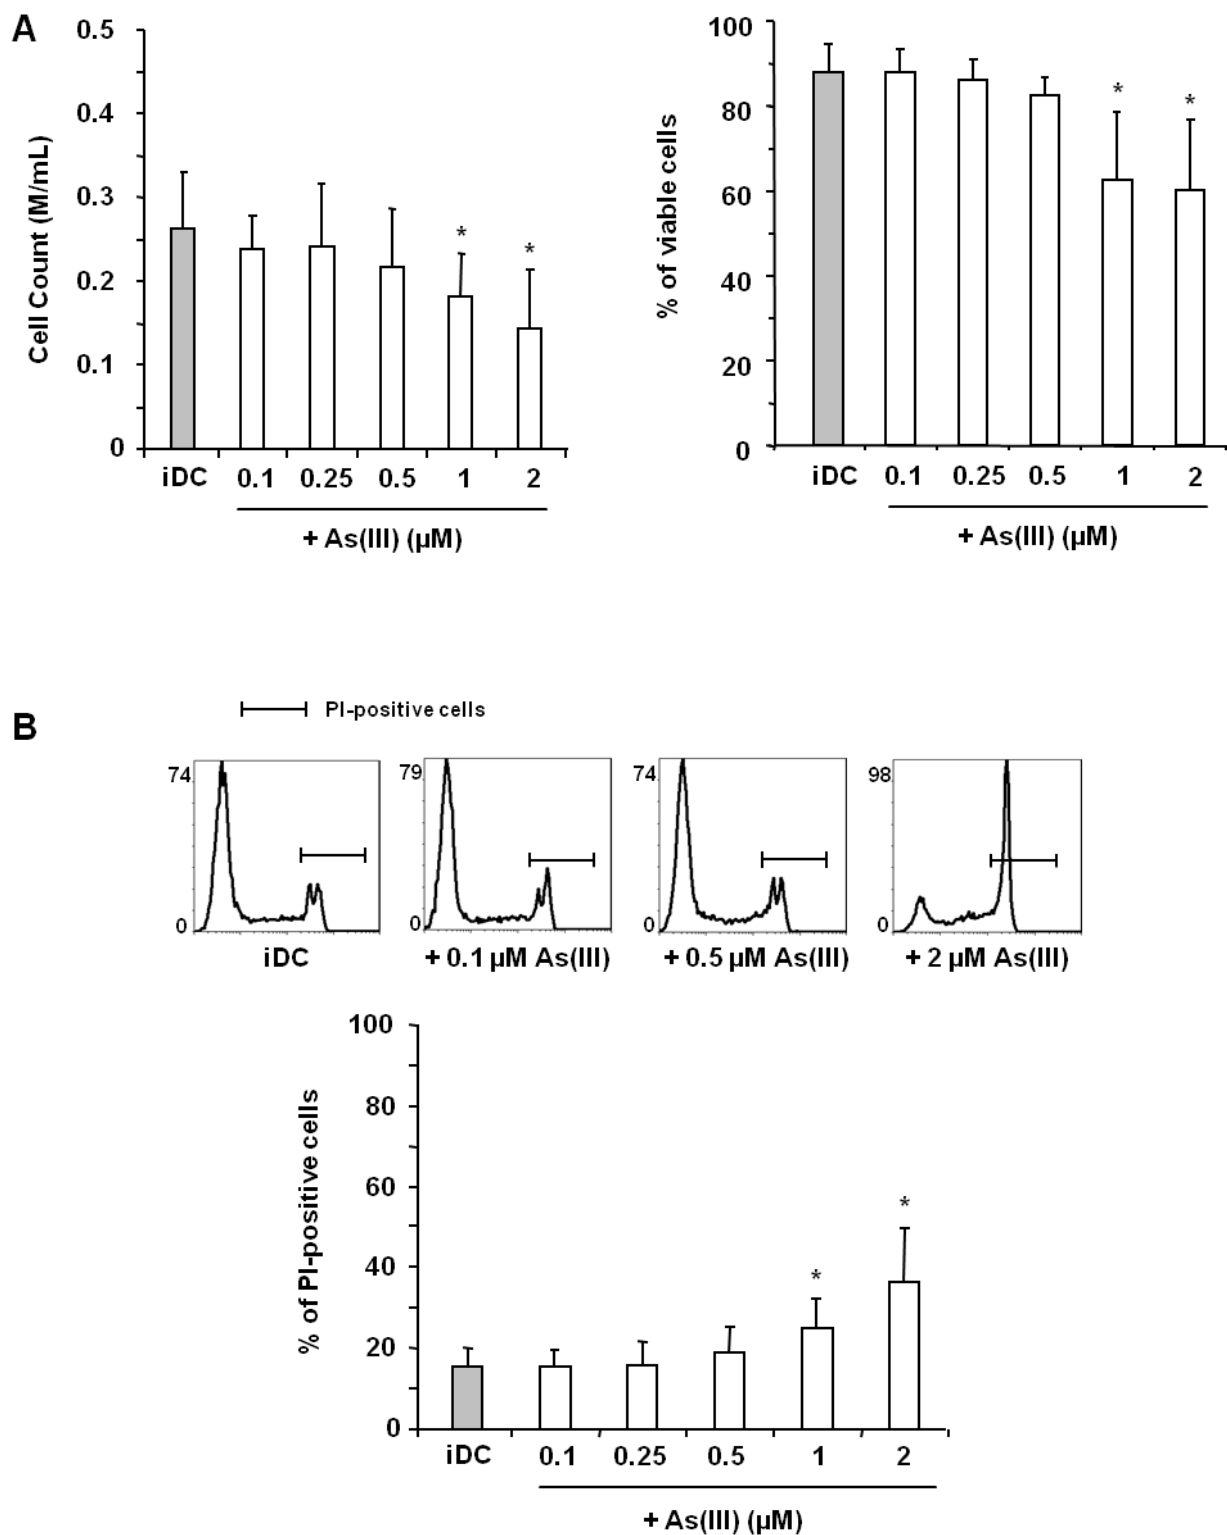 A
Cell Count (M/mL)
0.5
0.4
0.3
0.2
0.1
0
* *
iDC 0.1 0.25 0.5 1 2
+ As(III) (µM)
% of viable cells
100
80
60
40
20
0
* *
iDC 0.1 0.25 0.5 1 2
+ As(III) (µM)
B
PI-positive cells
74
0
iDC
79
0
+ 0.1 µM As(III)
74
0
+ 0.5 µM As(III)
98
0
+ 2 µM As(III)
% of PI-positive cells
100
80
60
40
20
0
* *
iDC 0.1 0.25 0.5 1 2
+ As(III) (µM)